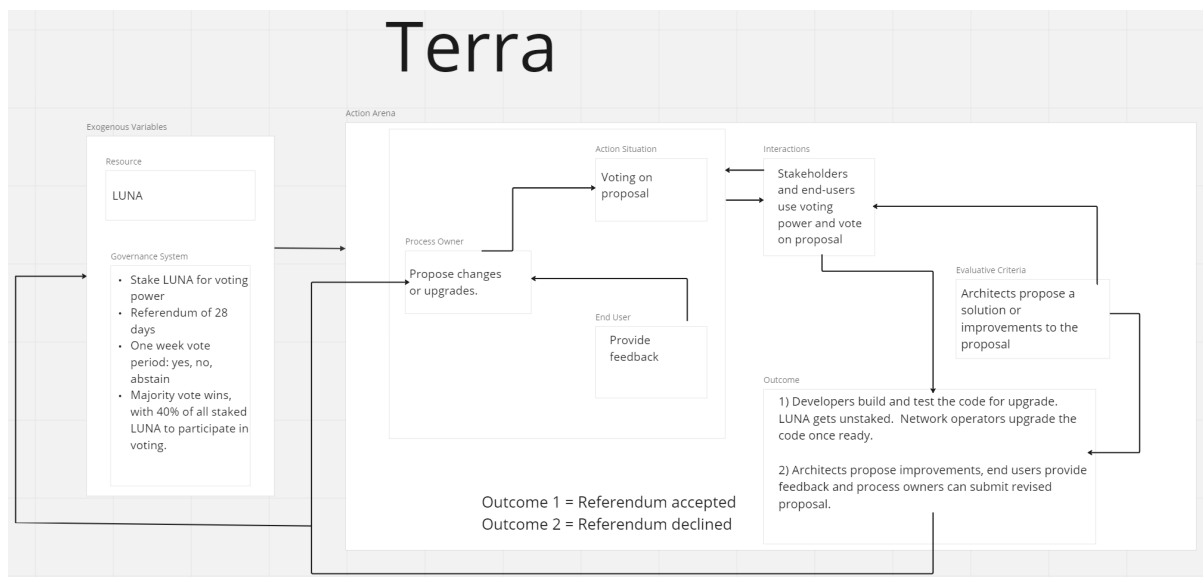 Terra
Exogenous Variables
Resource
LUNA
Governance System
• Stake LUNA for voting
power
• Referendum of 28
days
• One week vote
period: yes, no,
abstain
• Majority vote wins,
with 40% of all staked
LUNA to participate in
voting.
Action Arena
Action Situation
Voting on
proposal
Process Owner
Propose changes
or upgrades.
End User
Provide
feedback
Interactions
Stakeholders
and end-users
use voting
power and vote
on proposal
Evaluative Criteria
Architects propose a
solution or
improvements to the
proposal
Outcome
1) Developers build and test the code for upgrade.
LUNA gets unstaked. Network operators upgrade the
code once ready.
2) Architects propose improvements, end users provide
feedback and process owners can submit revised
proposal.
Outcome 1 = Referendum accepted
Outcome 2 = Referendum declined